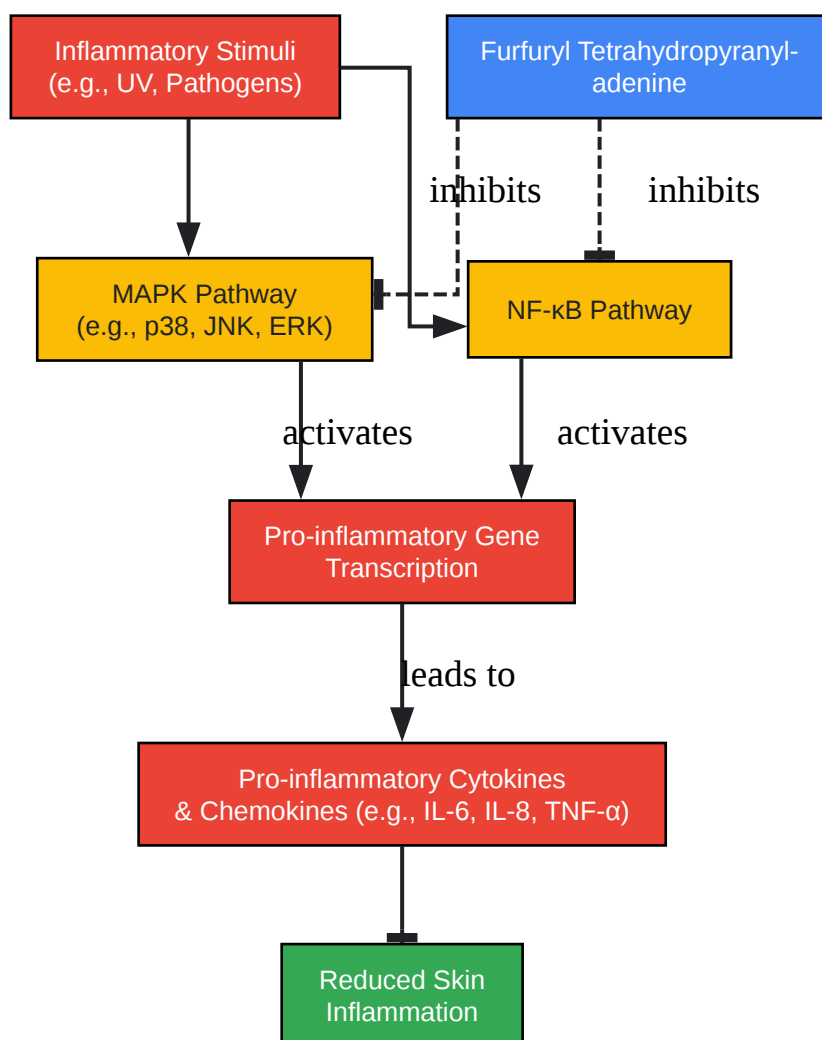 Inflammatory Stimuli
(e.g., UV, Pathogens)
Furfuryl Tetrahydropyranyl-
adenine
inhibits
inhibits
MAPK Pathway
(e.g., p38, JNK, ERK)
NF-κB Pathway
activates
activates
Pro-inflammatory Gene
Transcription
leads to
Pro-inflammatory Cytokines
& Chemokines (e.g., IL-6, IL-8, TNF-α)
Reduced Skin
Inflammation